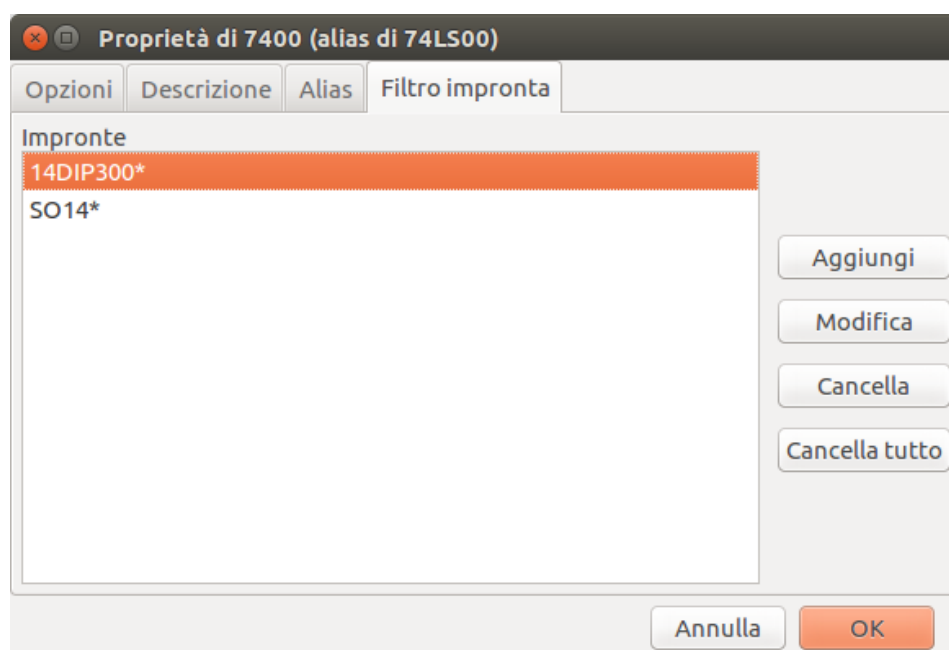 Proprietà di 7400 (alias di 74LS00)
Opzioni Descrizione Alias Filtro impronta
Impronte
14DIP300*
SO14*
Aggiungi
Modifica
Cancella
Cancella tutto
Annulla OK